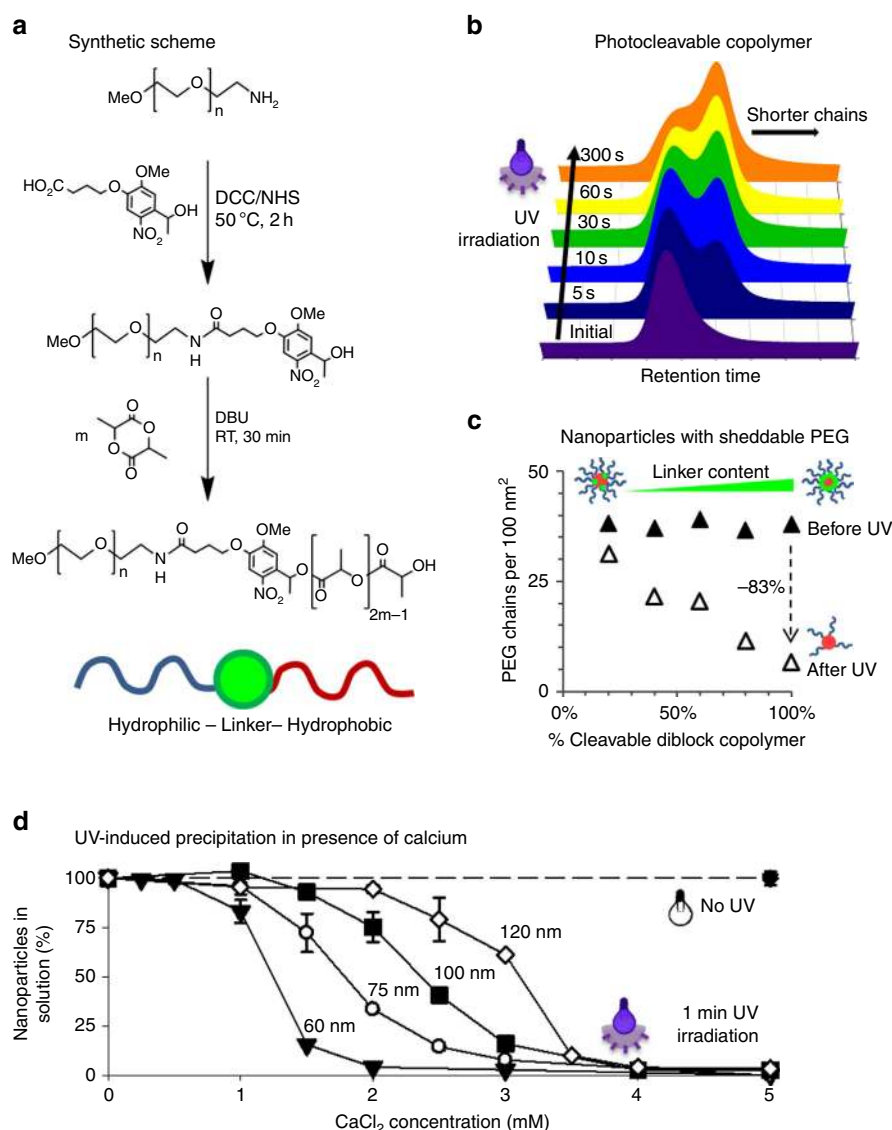 a
Synthetic scheme
MeO
O
n
NH2
HO2C
O
OMe
OH
NO2
DCC/NHS
50 °C, 2 h
MeO
O
n
N
H
O
O
OMe
OH
NO2
m
O
O
O
O
DBU
RT, 30 min
MeO
O
n
N
H
O
O
OMe
NO2
O
O
O
2m–1
O
OH
Hydrophilic – Linker– Hydrophobic
b
Photocleavable copolymer
Shorter chains
300 s
60 s
30 s
10 s
5 s
Initial
UV
irradiation
Retention time
c
Nanoparticles with sheddable PEG
Linker content
PEG chains per 100 nm²
50
25
0
Before UV
–83%
After UV
0%
50%
100%
% Cleavable diblock copolymer
d
UV-induced precipitation in presence of calcium
Nanoparticles in
solution (%)
100
75
50
25
0
No UV
120 nm
100 nm
75 nm
60 nm
1 min UV
irradiation
0
1
2
3
4
5
CaCl2 concentration (mM)